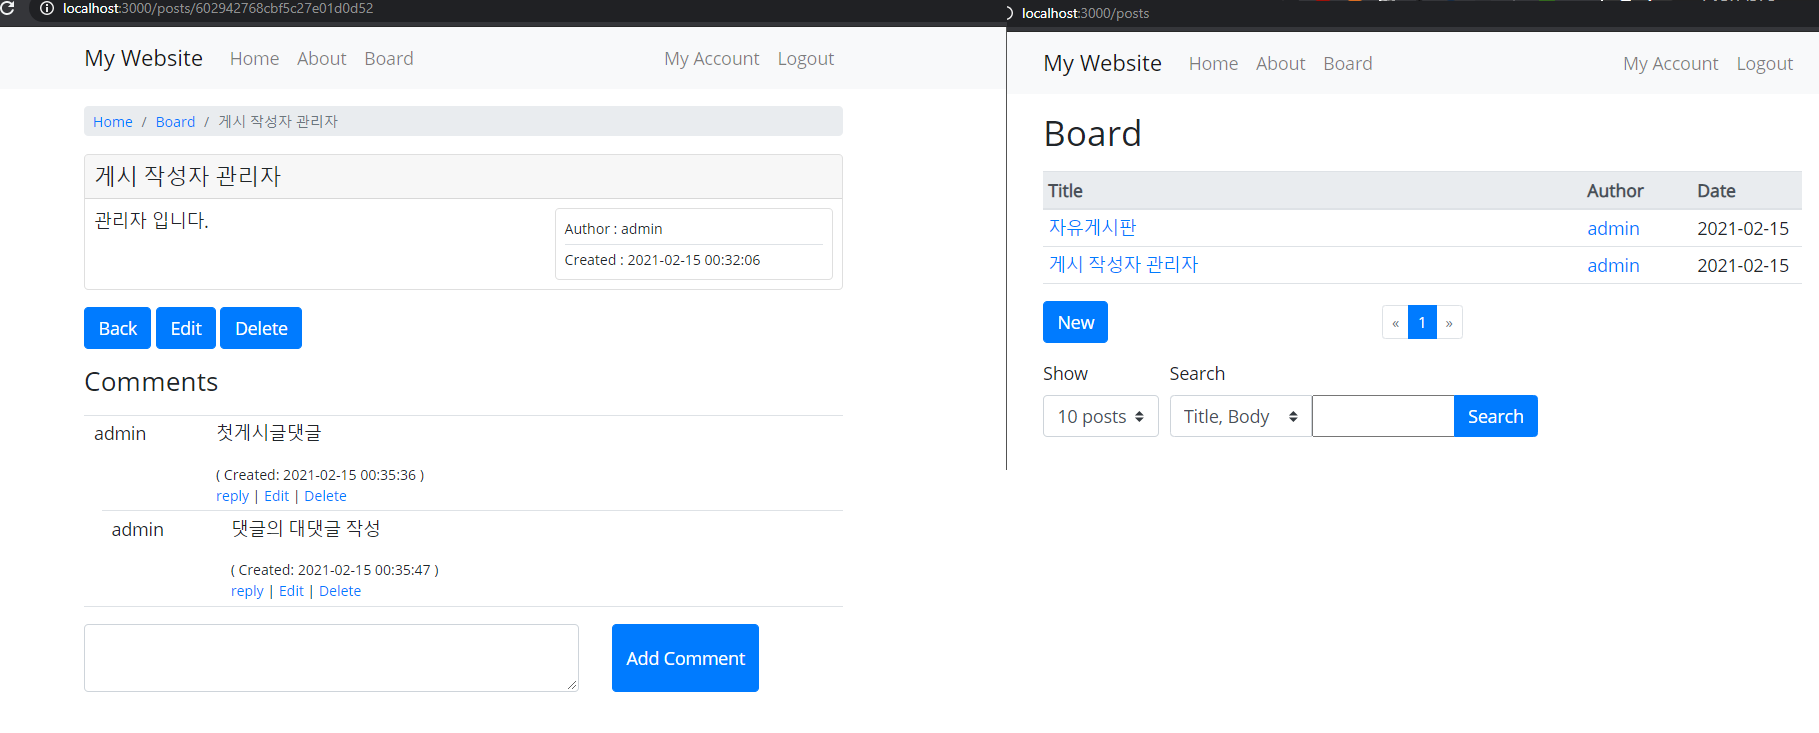 localhost:3000/posts/602942768cbf5c27e01d0d52
My Website Home About Board My Account Logout
Home / Board / 게시 작성자 관리자
게시 작성자 관리자
관리자 입니다.
Author : admin
Created : 2021-02-15 00:32:06
Back Edit Delete
Comments
admin 첫게시글댓글
( Created: 2021-02-15 00:35:36 )
reply | Edit | Delete
admin 댓글의 대댓글 작성
( Created: 2021-02-15 00:35:47 )
reply | Edit | Delete
Add Comment
localhost:3000/posts
My Website Home About Board My Account Logout
Board
Title Author Date
자유게시판 admin 2021-02-15
게시 작성자 관리자 admin 2021-02-15
New « 1 »
Show Search
10 posts Title, Body Search